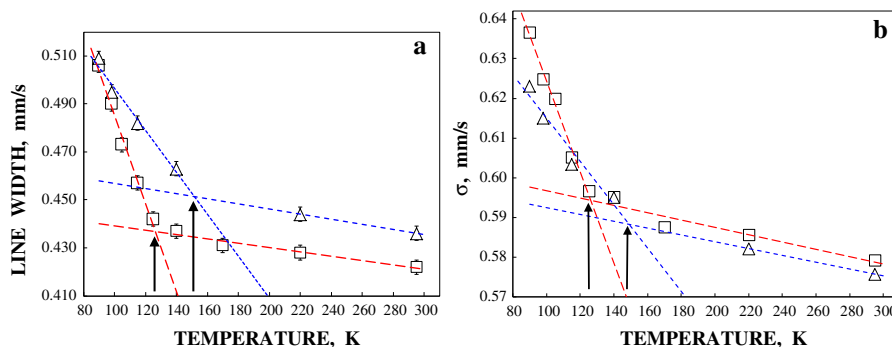 a
LINE WIDTH, mm/s
0.510
0.490
0.470
0.450
0.430
0.410
80 100 120 140 160 180 200 220 240 260 280 300
TEMPERATURE, K
b
σ, mm/s
0.64
0.63
0.62
0.61
0.60
0.59
0.58
0.57
80 100 120 140 160 180 200 220 240 260 280
TEMPERATURE, K